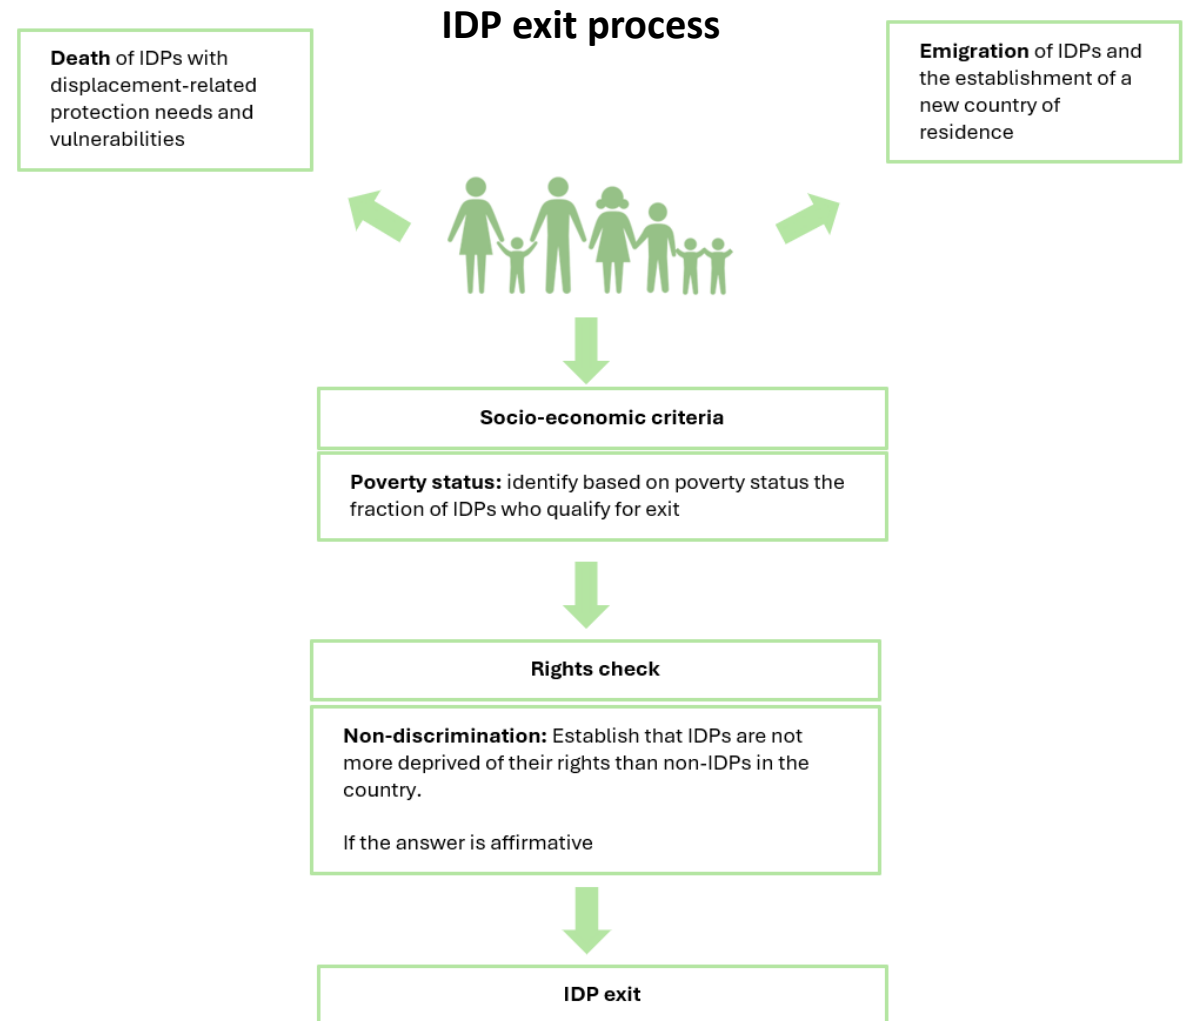 IDP exit process
Death of IDPs with
displacement-related
protection needs and
vulnerabilities
Emigration of IDPs and
the establishment of a
new country of
residence
Socio-economic criteria
Poverty status: identify based on poverty status the
fraction of IDPs who qualify for exit
Rights check
Non-discrimination: Establish that IDPs are not
more deprived of their rights than non-IDPs in the
country.
If the answer is affirmative
IDP exit